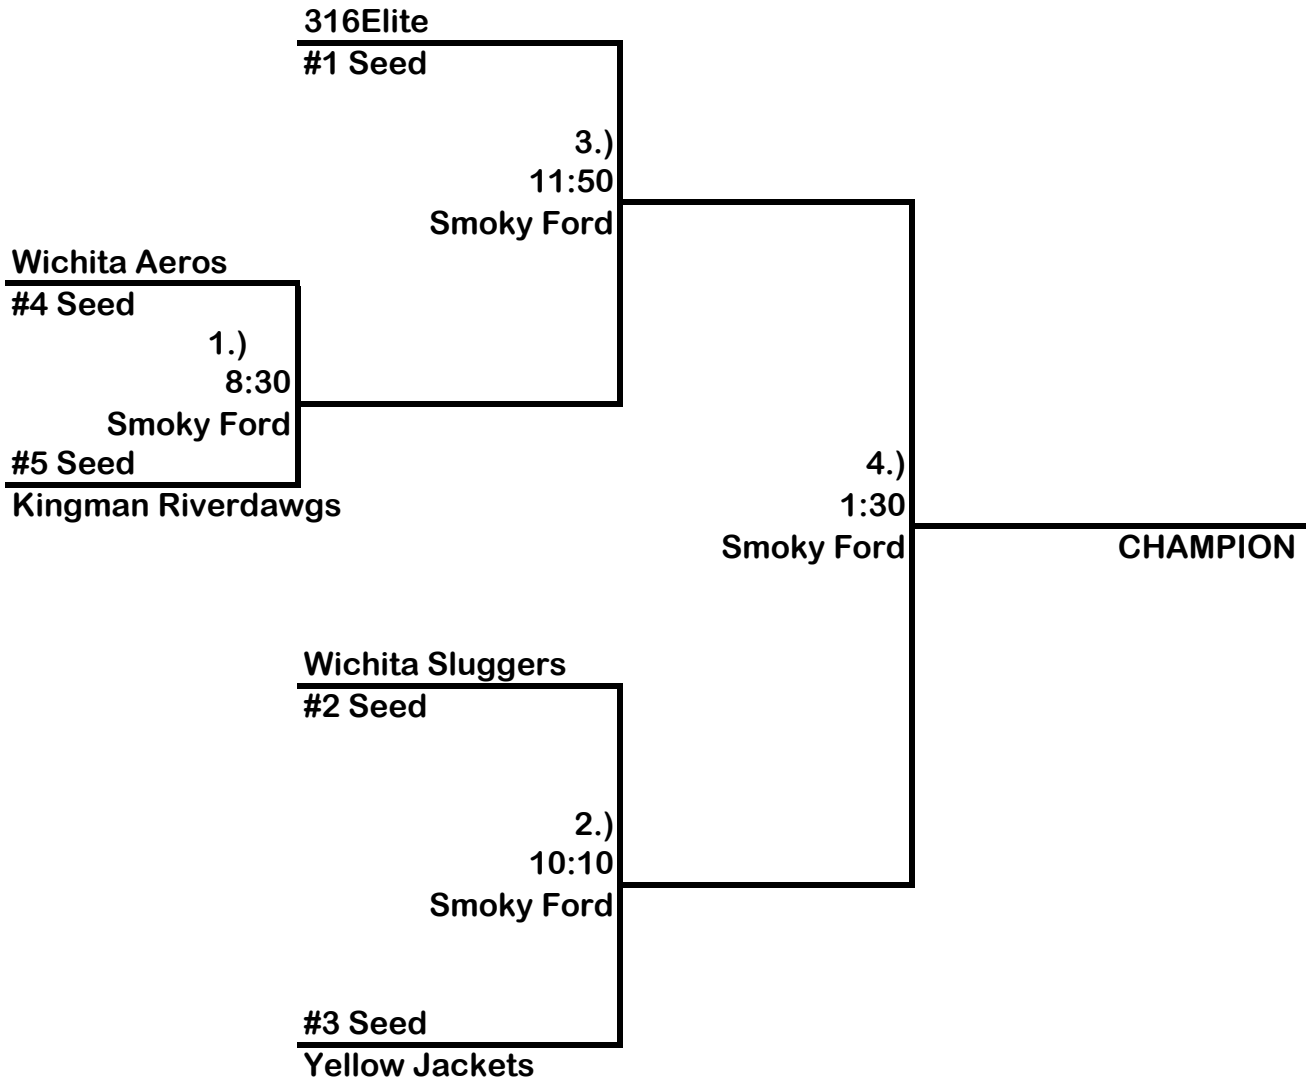 316Elite
#1 Seed
3.)
11:50
Smoky Ford
Wichita Aeros
#4 Seed
1.)
8:30
Smoky Ford
#5 Seed
Kingman Riverdawgs
4.)
1:30
Smoky Ford
CHAMPION
Wichita Sluggers
#2 Seed
2.)
10:10
Smoky Ford
#3 Seed
Yellow Jackets